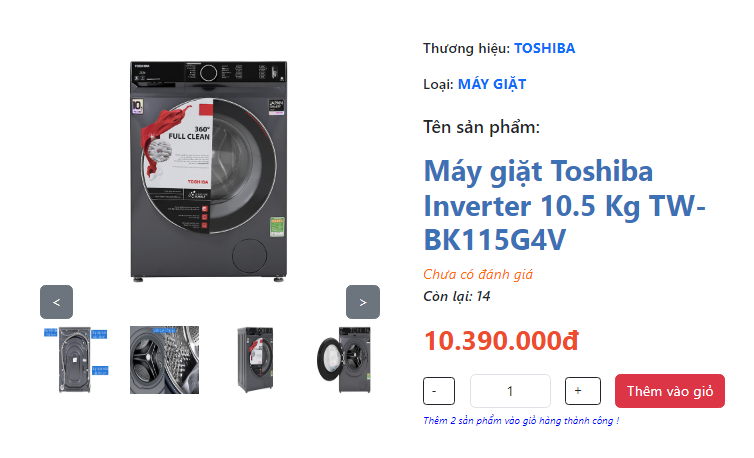 Thương hiệu: TOSHIBA
Loại: MÁY GIẶT
Tên sản phẩm:
Máy giặt Toshiba
Inverter 10.5 Kg TW-
BK115G4V
Chưa có đánh giá
Còn lại: 14
10.390.000đ
- 1 + Thêm vào giỏ
Thêm 2 sản phẩm vào giỏ hàng thành công !
TOSHIBA
10
360°
FULL CLEAN
TOSHIBA
< >